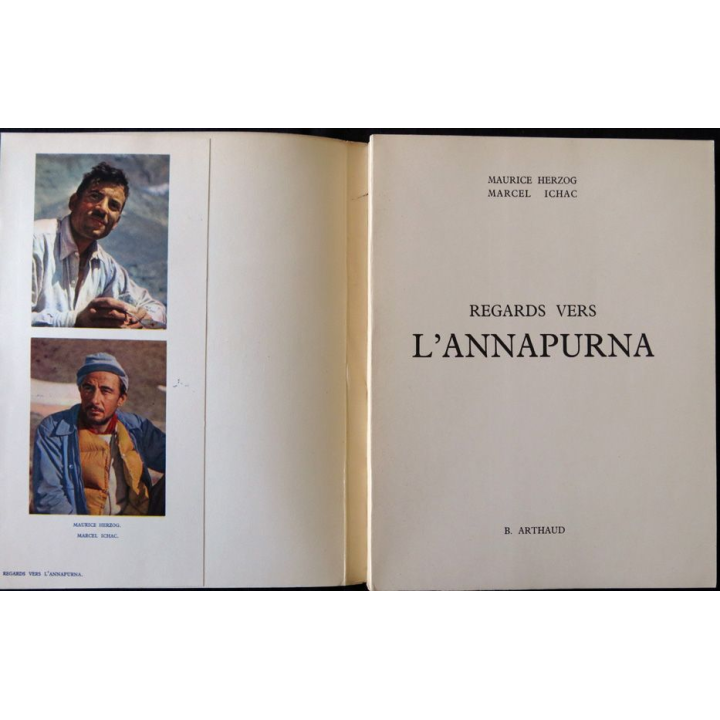 MAURICE HERZOG.
MARCEL ICHAC.
REGARDS VERS L'ANNAPURNA.
MAURICE HERZOG
MARCEL ICHAC
REGARDS VERS
L'ANNAPURNA
B. ARTHAUD